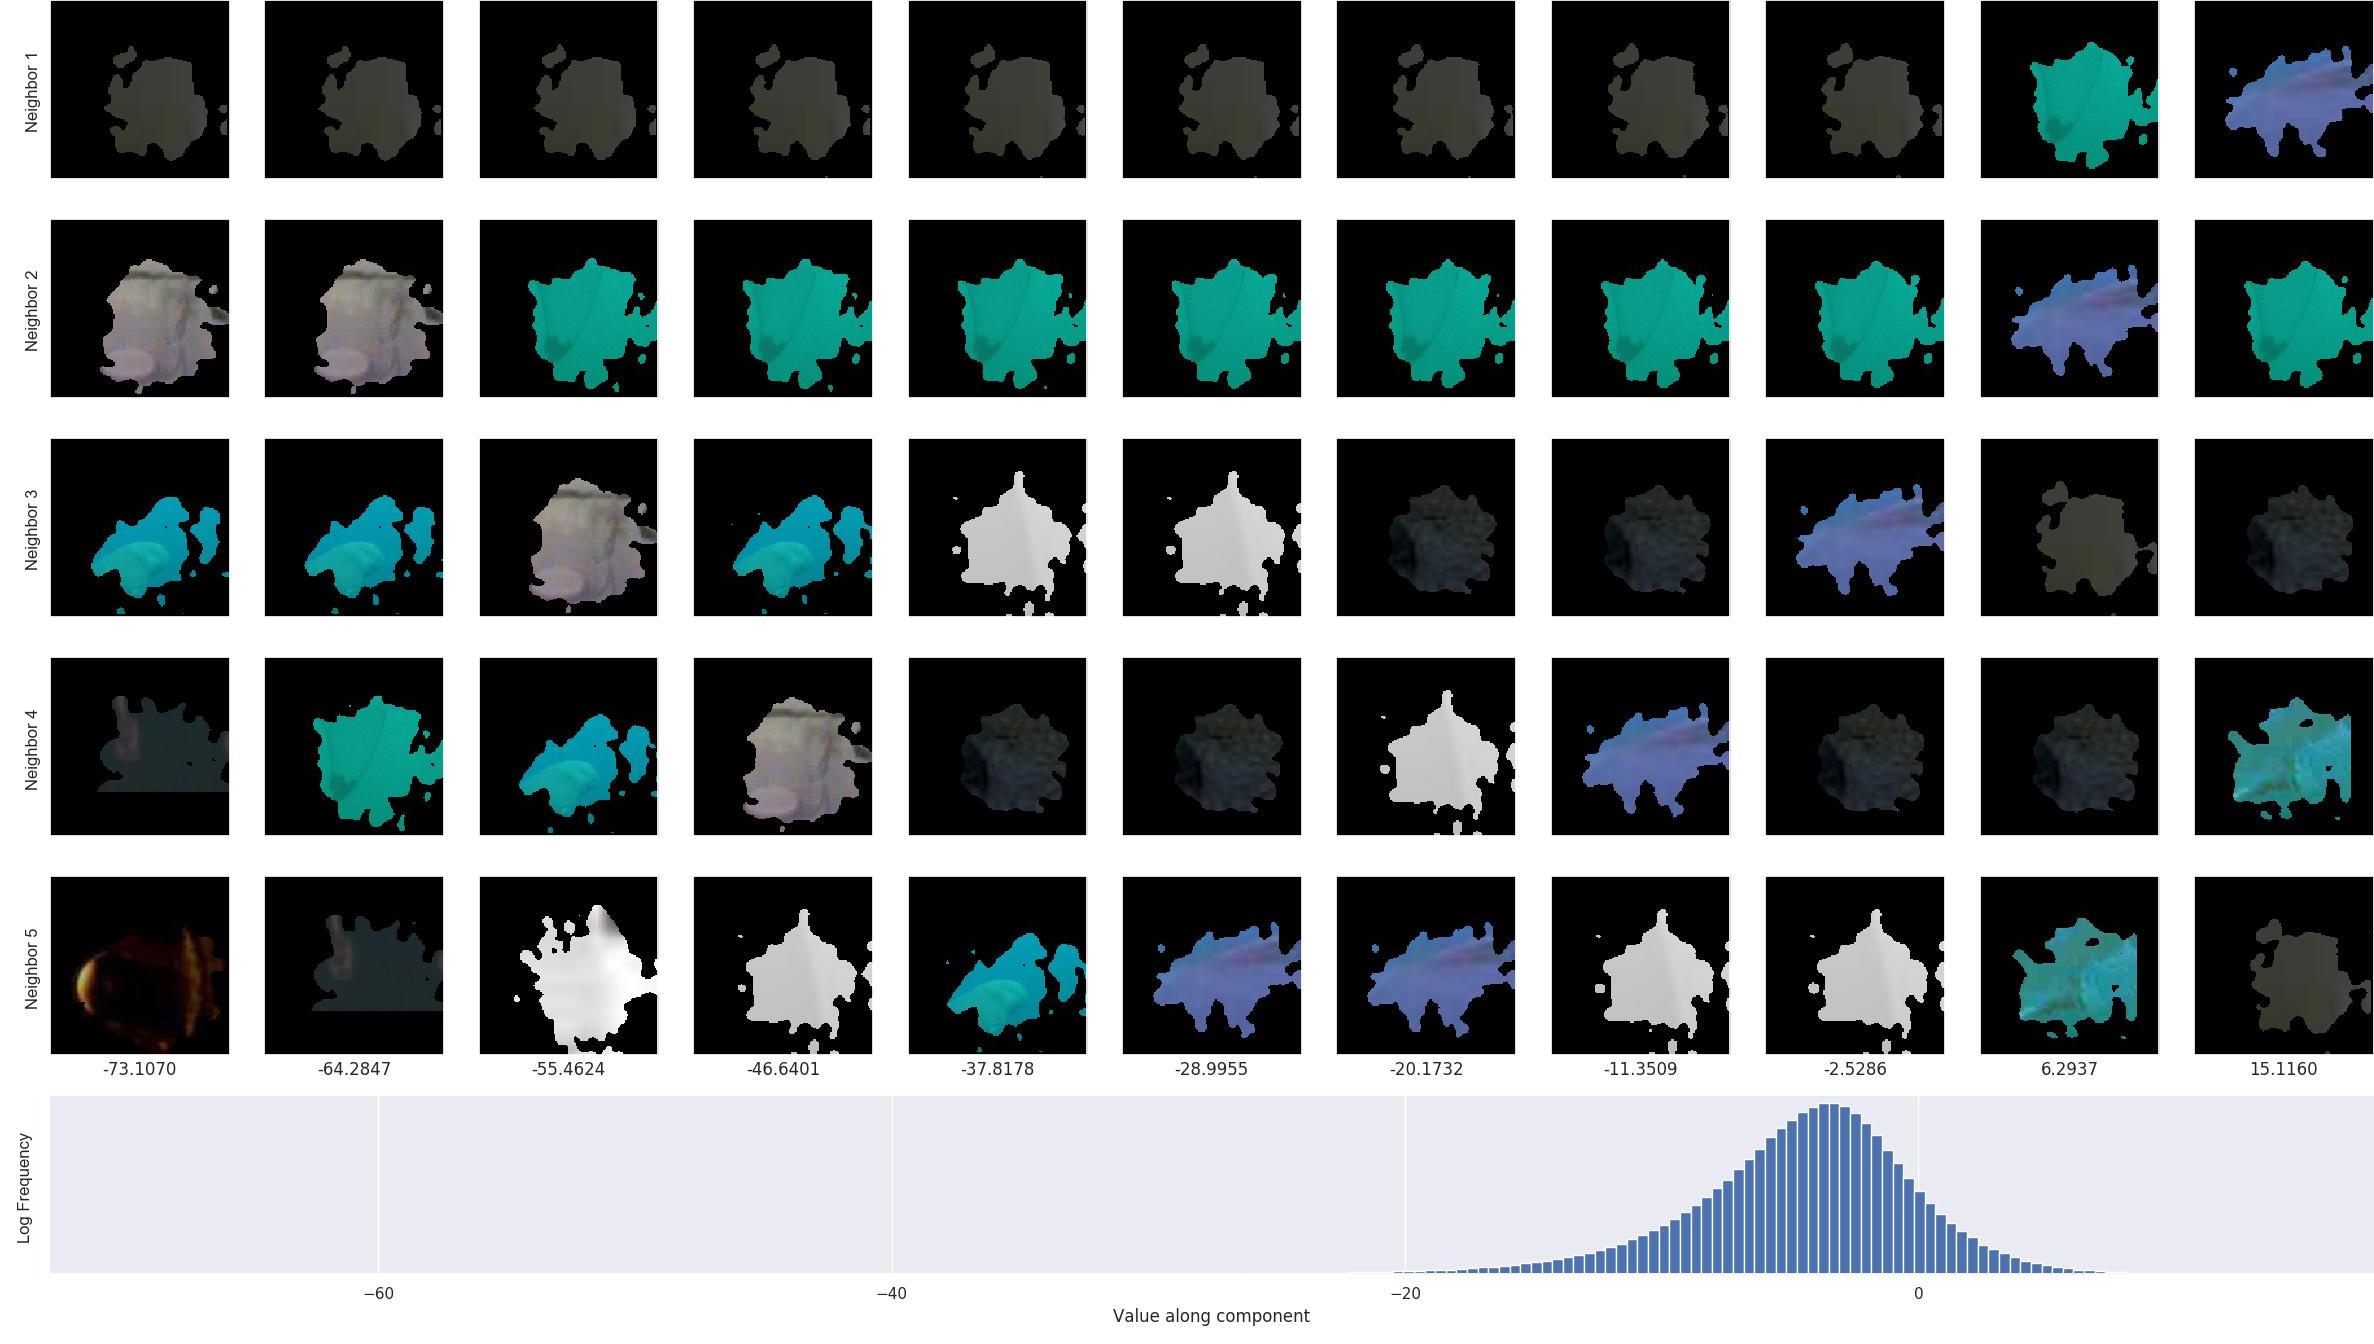 Neighbor 1
Neighbor 2
Neighbor 3
Neighbor 4
Neighbor 5
-73.1070 -64.2847 -55.4624 -46.6401 -37.8178 -28.9955 -20.1732 -11.3509 -2.5286 6.2937 15.1160
Log Frequency
−60 −40 −20 0
Value along component